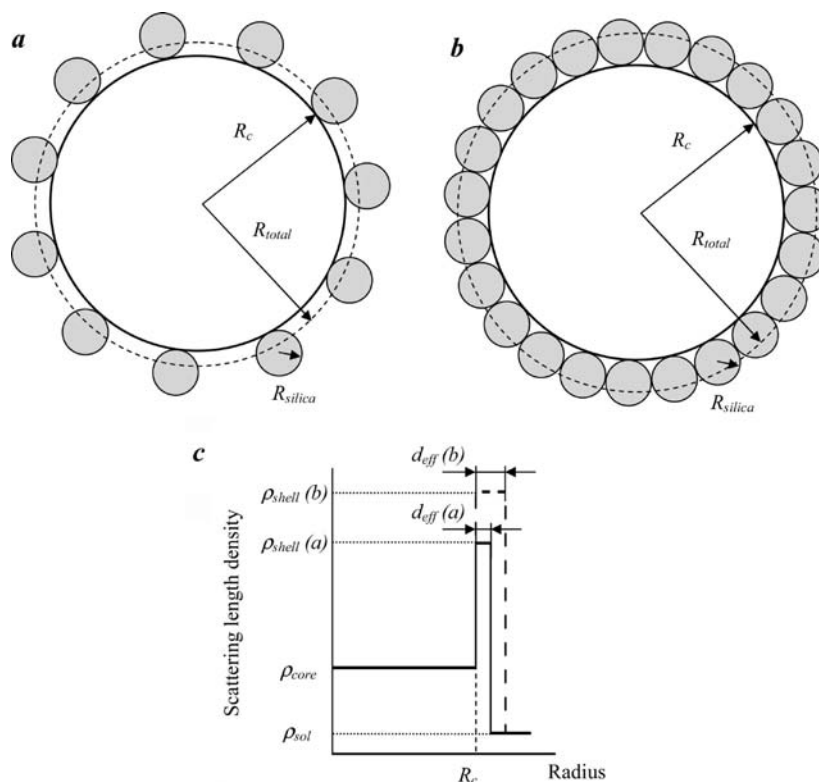 a
R_c
R_total
R_silica
b
R_c
R_total
R_silica
c
d_eff (b)
ρ_shell (b)
d_eff (a)
ρ_shell (a)
Scattering length density
ρ_core
ρ_sol
R_c
Radius